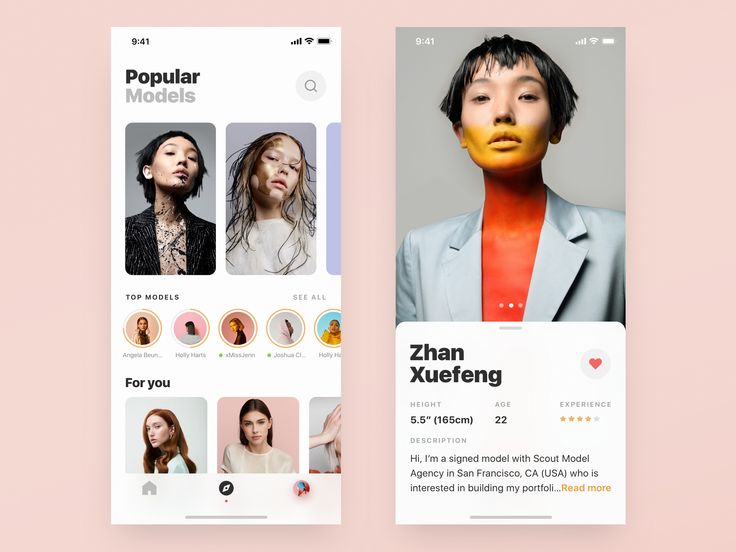 9:41
Popular
Models
TOP MODELS
SEE ALL
Angela Beun...
Holly Harts
xMissJenn
Joshua Cl...
Holly Ha
For you
9:41
Zhan
Xuefeng
HEIGHT
AGE
EXPERIENCE
5.5” (165cm)
22
DESCRIPTION
Hi, I’m a signed model with Scout Model
Agency in San Francisco, CA (USA) who is
interested in building my portfoli...Read more